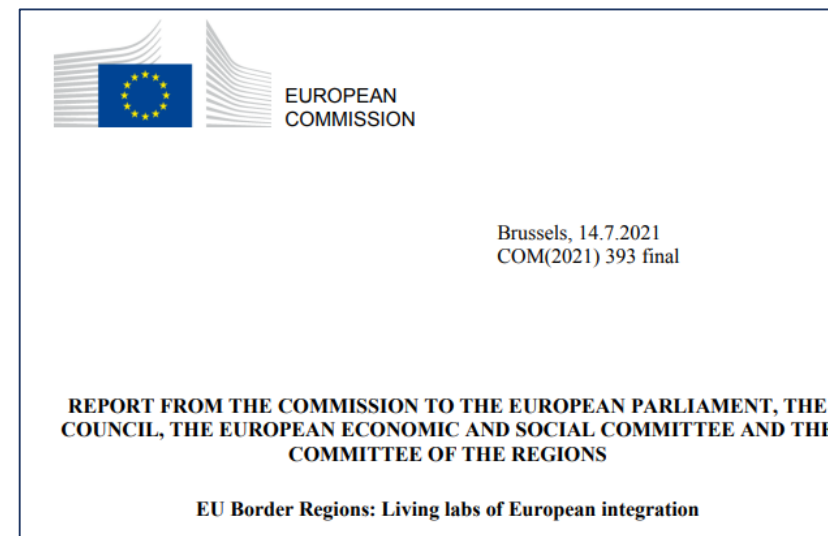 EUROPEAN
COMMISSION
Brussels, 14.7.2021
COM(2021) 393 final
REPORT FROM THE COMMISSION TO THE EUROPEAN PARLIAMENT, THE
COUNCIL, THE EUROPEAN ECONOMIC AND SOCIAL COMMITTEE AND THE
COMMITTEE OF THE REGIONS
EU Border Regions: Living labs of European integration